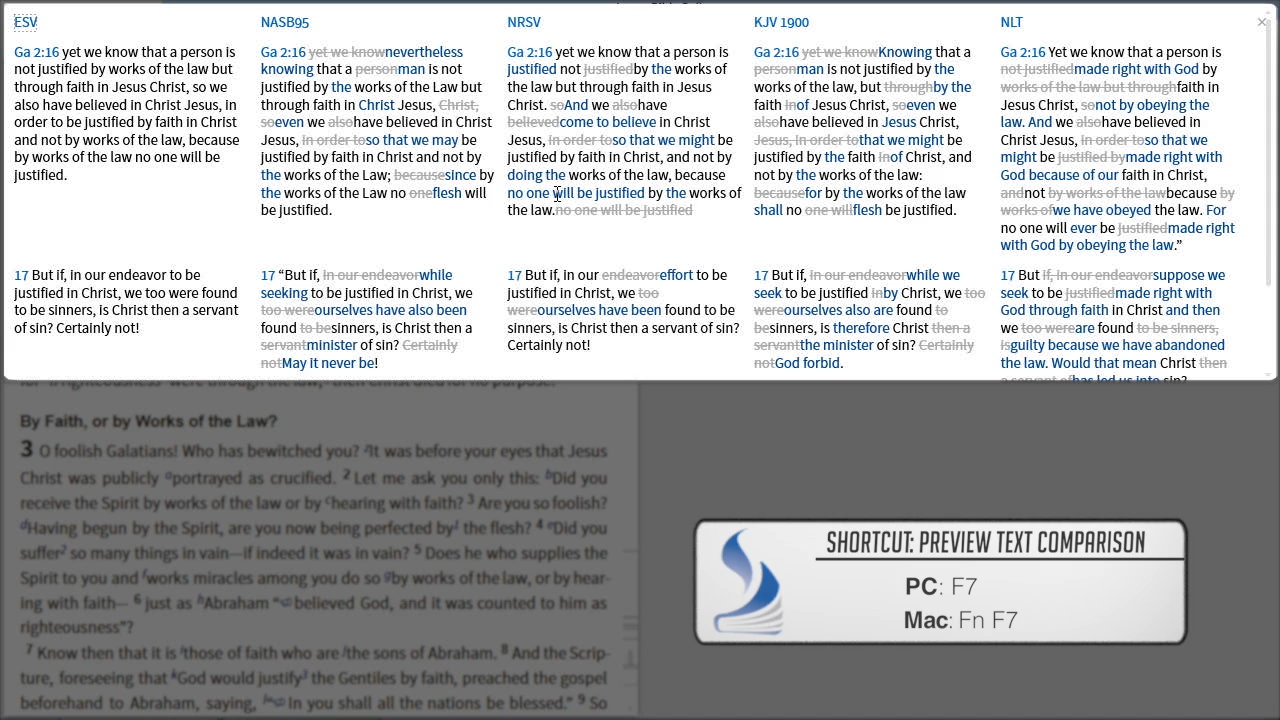 ESV
Ga 2:16 yet we know that a person is
not justified by works of the law but
through faith in Jesus Christ, so we
also have believed in Christ Jesus, in
order to be justified by faith in Christ
and not by works of the law, because
by works of the law no one will be
justified.
17 But if, in our endeavor to be
justified in Christ, we too were found
to be sinners, is Christ then a servant
of sin? Certainly not!
NASB95
Ga 2:16 yet we knownevertheless
knowing that a personman is not
justified by the works of the Law but
through faith in Christ Jesus, Christ,
soeven we alsohave believed in Christ
Jesus, in order toso that we may be
justified by faith in Christ and not by
the works of the Law; becausesince by
the works of the Law no oneflesh will
be justified.
17 “But if, in our endeavorwhile
seeking to be justified in Christ, we
too wereourselves have also been
found to besinners, is Christ then a
servantminister of sin? Certainly
notMay it never be!
NRSV
Ga 2:16 yet we know that a person is
justified not justifiedby the works of
the law but through faith in Jesus
Christ. soAnd we alsohave
believedcome to believe in Christ
Jesus, in order toso that we might be
justified by faith in Christ, and not by
doing the works of the law, because
no one will be justified by the works of
the law.no one will be justified
17 But if, in our endeavoreffort to be
justified in Christ, we too
wereourselves have been found to be
sinners, is Christ then a servant of sin?
Certainly not!
KJV 1900
Ga 2:16 yet we knowKnowing that a
personman is not justified by the
works of the law, but throughby the
faith inof Jesus Christ, soeven we
alsohave believed in Jesus Christ,
Jesus, in order tothat we might be
justified by the faith inof Christ, and
not by the works of the law:
becausefor by the works of the law
shall no one willflesh be justified.
17 But if, in our endeavorwhile we
seek to be justified inby Christ, we too
wereourselves also are found to
besinners, is therefore Christ then a
servantthe minister of sin? Certainly
notGod forbid.
NLT
Ga 2:16 Yet we know that a person is
not justifiedmade right with God by
works of the law but throughfaith in
Jesus Christ, sonot by obeying the
law. And we alsohave believed in
Christ Jesus, in order toso that we
might be justified bymade right with
God because of our faith in Christ,
andnot by works of the lawbecause by
works ofwe have obeyed the law. For
no one will ever be justifiedmade right
with God by obeying the law.”
17 But if, in our endeavorsuppose we
seek to be justifiedmade right with
God through faith in Christ and then
we too wereare found to be sinners,
isguilty because we have abandoned
the law. Would that mean Christ then
a servant ofhas led us into sin?
for if righteousness were through the law, then Christ died for no purpose.
By Faith, or by Works of the Law?
3 O foolish Galatians! Who has bewitched you? It was before your eyes that Jesus
Christ was publicly portrayed as crucified. 2 Let me ask you only this: Did you
receive the Spirit by works of the law or by hearing with faith? 3 Are you so foolish?
Having begun by the Spirit, are you now being perfected by the flesh? 4 Did you
suffer so many things in vain—if indeed it was in vain? 5 Does he who supplies the
Spirit to you and works miracles among you do so by works of the law, or by hear-
ing with faith— 6 just as Abraham “believed God, and it was counted to him as
righteousness”?
7 Know then that it is those of faith who are the sons of Abraham. 8 And the Scrip-
ture, foreseeing that God would justify the Gentiles by faith, preached the gospel
beforehand to Abraham, saying, “In you shall all the nations be blessed.” 9 So
SHORTCUT: PREVIEW TEXT COMPARISON
PC: F7
Mac: Fn F7